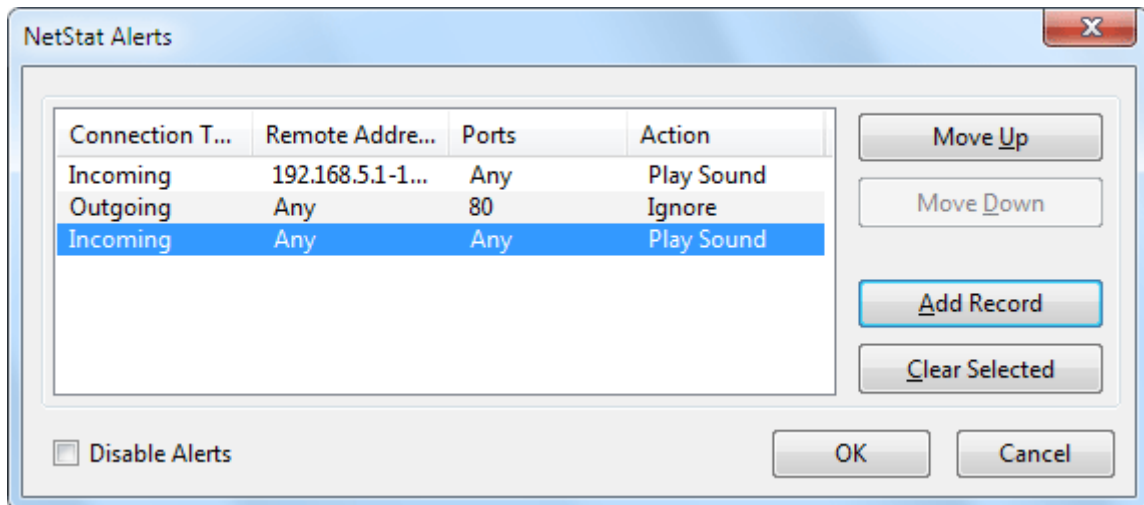 NetStat Alerts
Connection T... Remote Addre... Ports Action
Incoming 192.168.5.1-1... Any Play Sound
Outgoing Any 80 Ignore
Incoming Any Any Play Sound
Move Up
Move Down
Add Record
Clear Selected
Disable Alerts
OK
Cancel